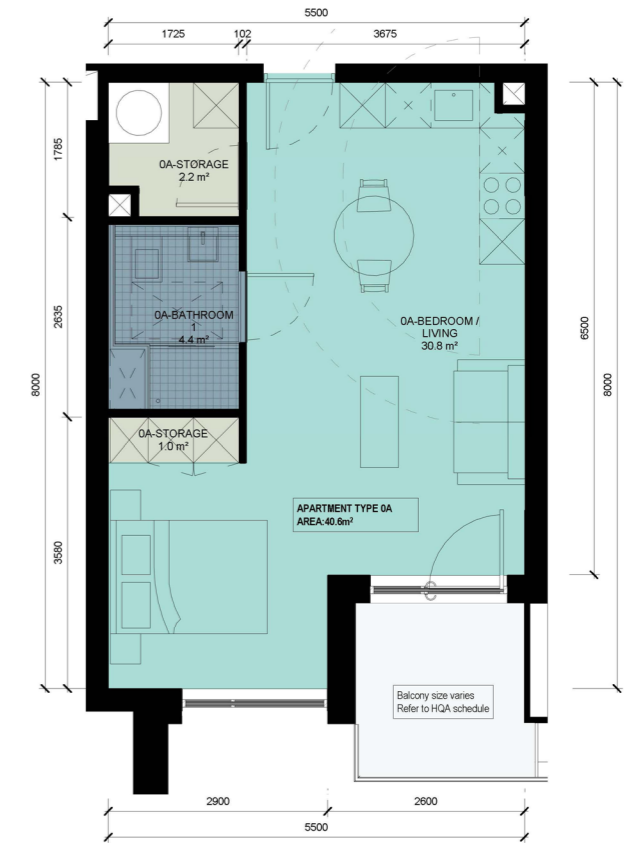 5500
1725
102
3675
1785
0A-STORAGE
2.2 m²
2635
0A-BATHROOM
1
4.4 m²
0A-BEDROOM /
LIVING
30.8 m²
6500
8000
8000
0A-STORAGE
1.0 m²
APARTMENT TYPE 0A
AREA:40.6m²
3580
Balcony size varies
Refer to HQA schedule
2900
2600
5500